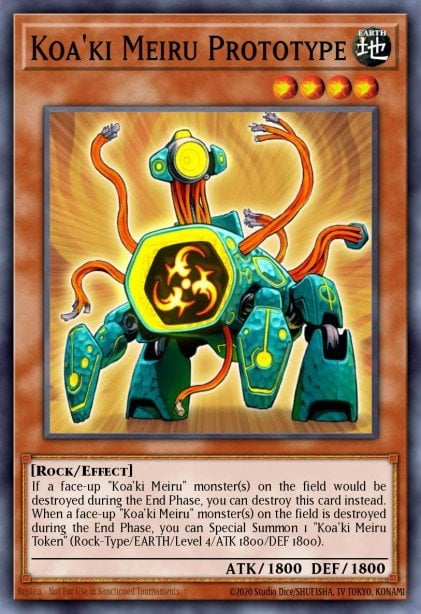 Koa'ki Meiru Prototype
EARTH
地
[Rock/Effect]
If a face-up "Koa'ki Meiru" monster(s) on the field would be
destroyed during the End Phase, you can destroy this card instead.
When a face-up "Koa'ki Meiru" monster(s) on the field is destroyed
during the End Phase, you can Special Summon 1 "Koa'ki Meiru
Token" (Rock-Type/EARTH/Level 4/ATK 1800/DEF 1800).
ATK/1800 DEF/1800
Replica - Not For Use in Sanctioned Tournaments
©2020 Studio Dice/SHUEISHA, TV TOKYO, KONAMI